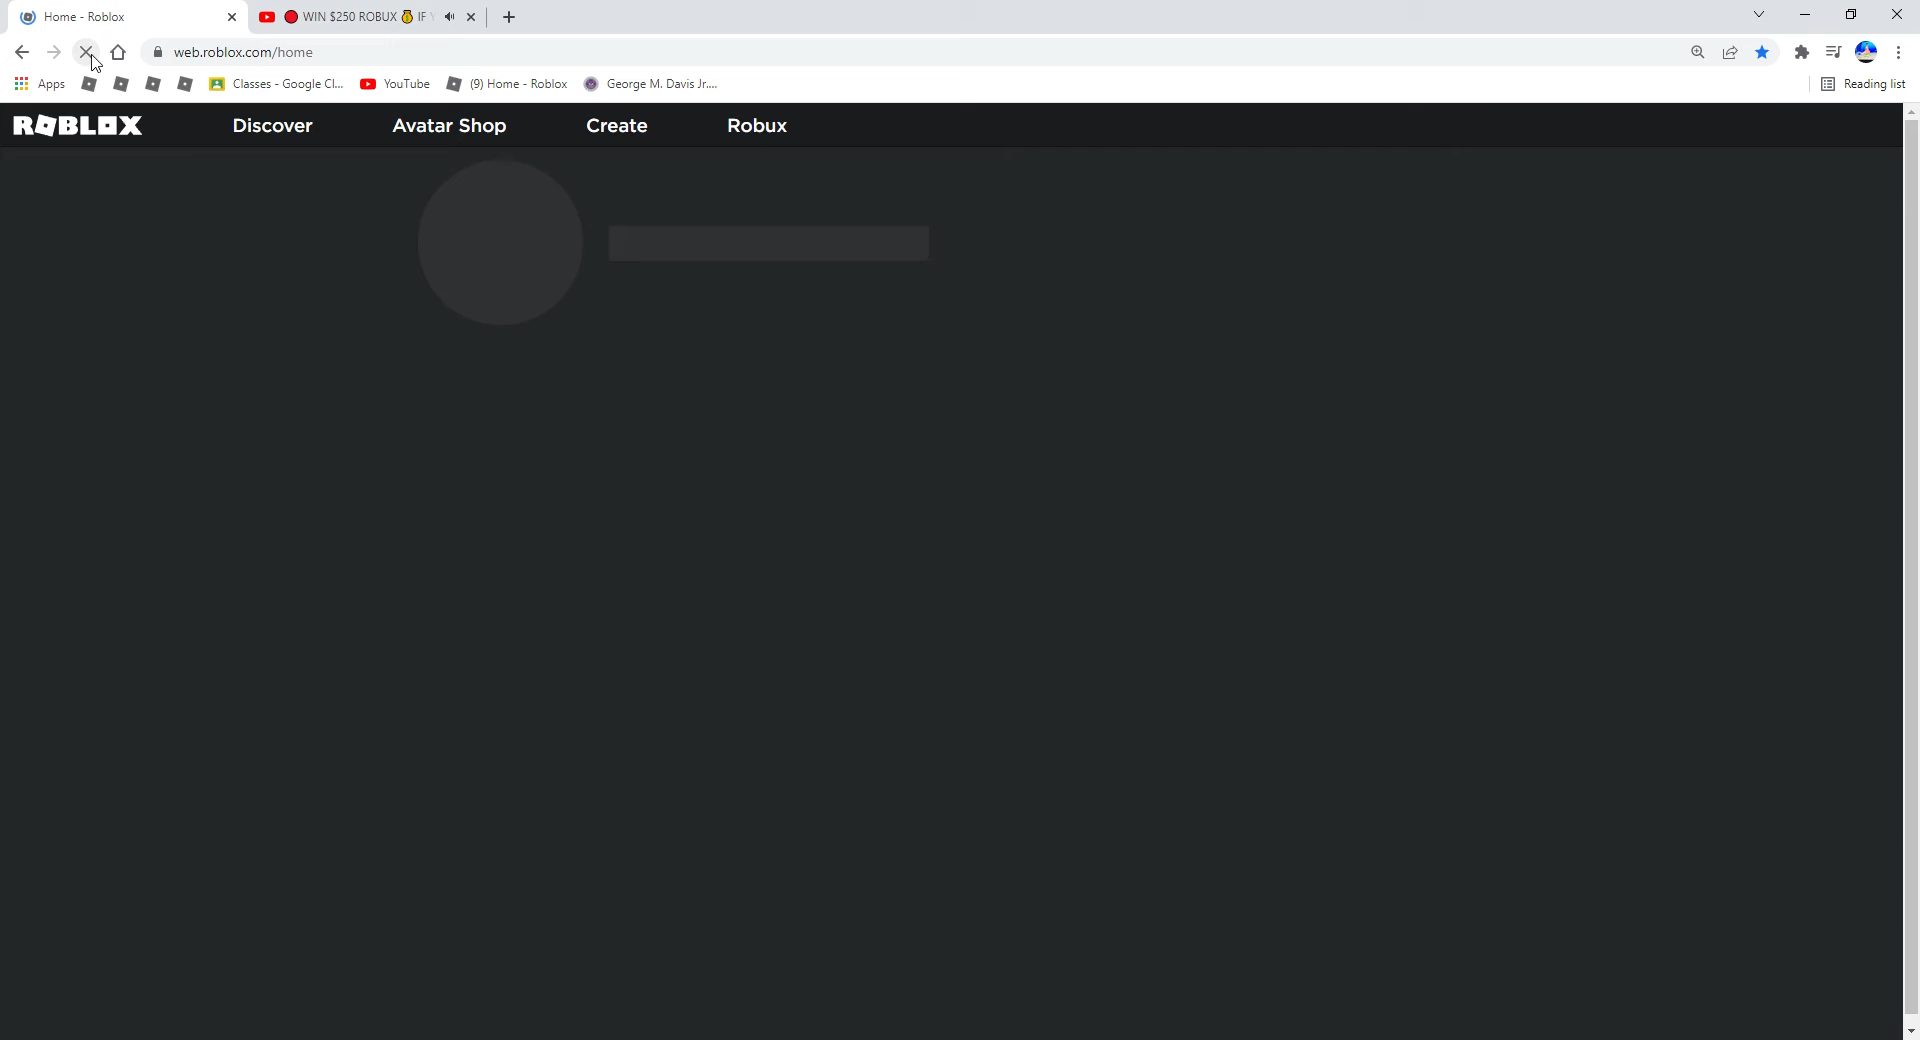 Home - Roblox
WIN $250 ROBUX 💰 IF Y
web.roblox.com/home
Apps
Classes - Google Cl...
YouTube
(9) Home - Roblox
George M. Davis Jr....
Reading list
ROBLOX
Discover
Avatar Shop
Create
Robux